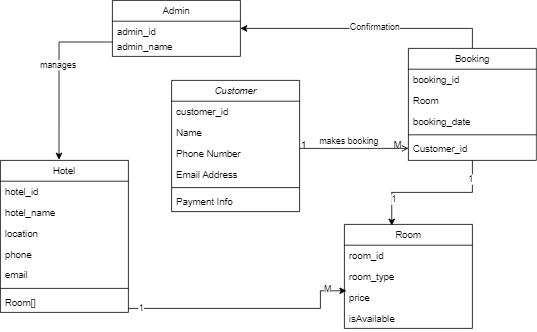 Admin
admin_id
admin_name
Confirmation
manages
Booking
booking_id
Room
booking_date
Customer_id
Customer
customer_id
Name
Phone Number
Email Address
Payment Info
1
makes booking
M
Hotel
hotel_id
hotel_name
location
phone
email
Room[]
1
1
Room
room_id
room_type
price
isAvailable
1
M